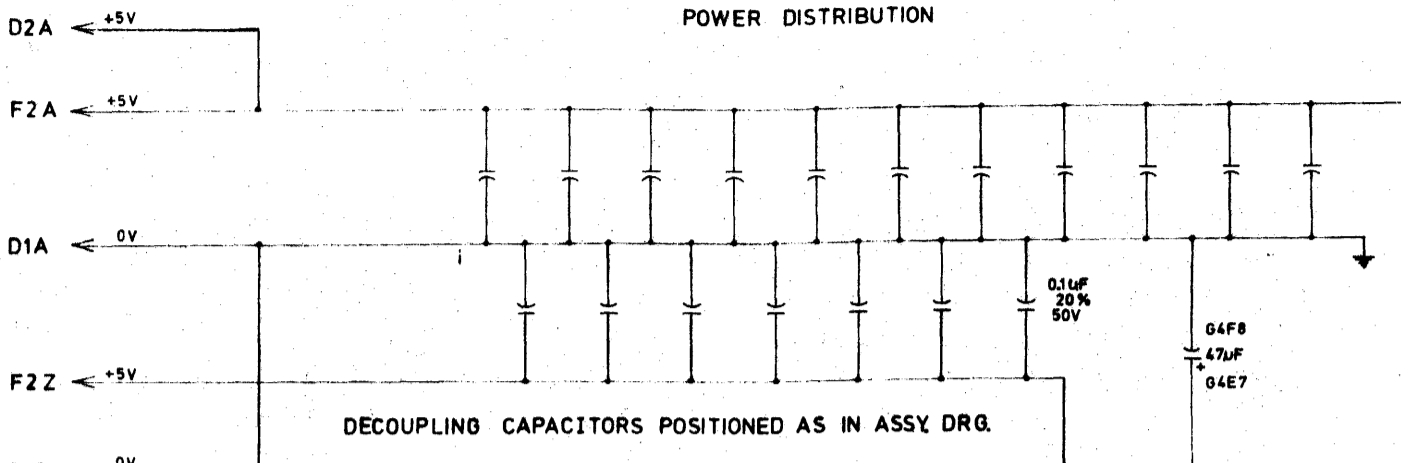 POWER DISTRIBUTION
D2A +5V
F2A +5V
D1A 0V
0.1uF
20%
50V
G4F8
47µF
+
G4E7
F2Z +5V
DECOUPLING CAPACITORS POSITIONED AS IN ASSY. DRG.
0V